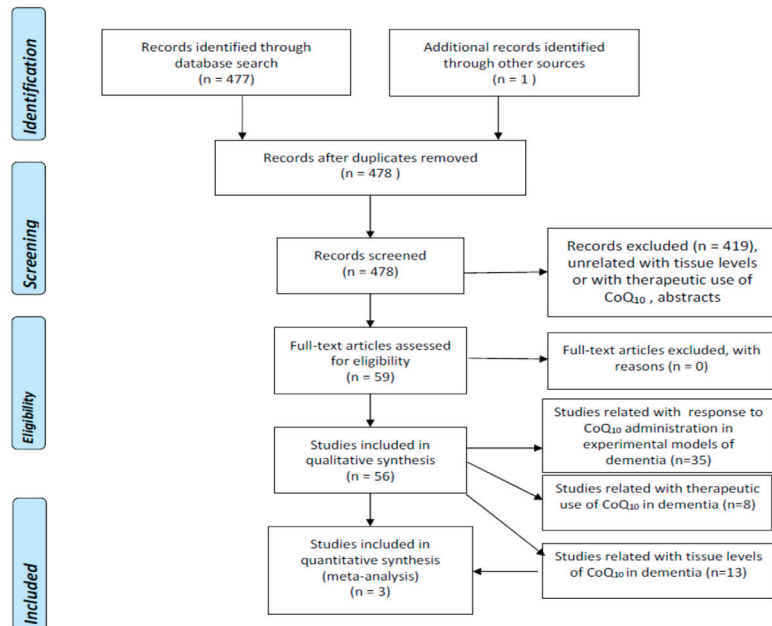 Identification
Records identified through
database search
(n = 477)
Additional records identified
through other sources
(n = 1 )
Records after duplicates removed
(n = 478 )
Screening
Records screened
(n = 478)
Records excluded (n = 419),
unrelated with tissue levels
or with therapeutic use of
CoQ₁₀ , abstracts
Eligibility
Full-text articles assessed
for eligibility
(n = 59)
Full-text articles excluded, with
reasons (n = 0)
Studies included in
qualitative synthesis
(n = 56)
Studies related with response to
CoQ₁₀ administration in
experimental models of
dementia (n=35)
Studies related with therapeutic
use of CoQ₁₀ in dementia (n=8)
Included
Studies included in
quantitative synthesis
(meta-analysis)
(n = 3)
Studies related with tissue levels
of CoQ₁₀ in dementia (n=13)